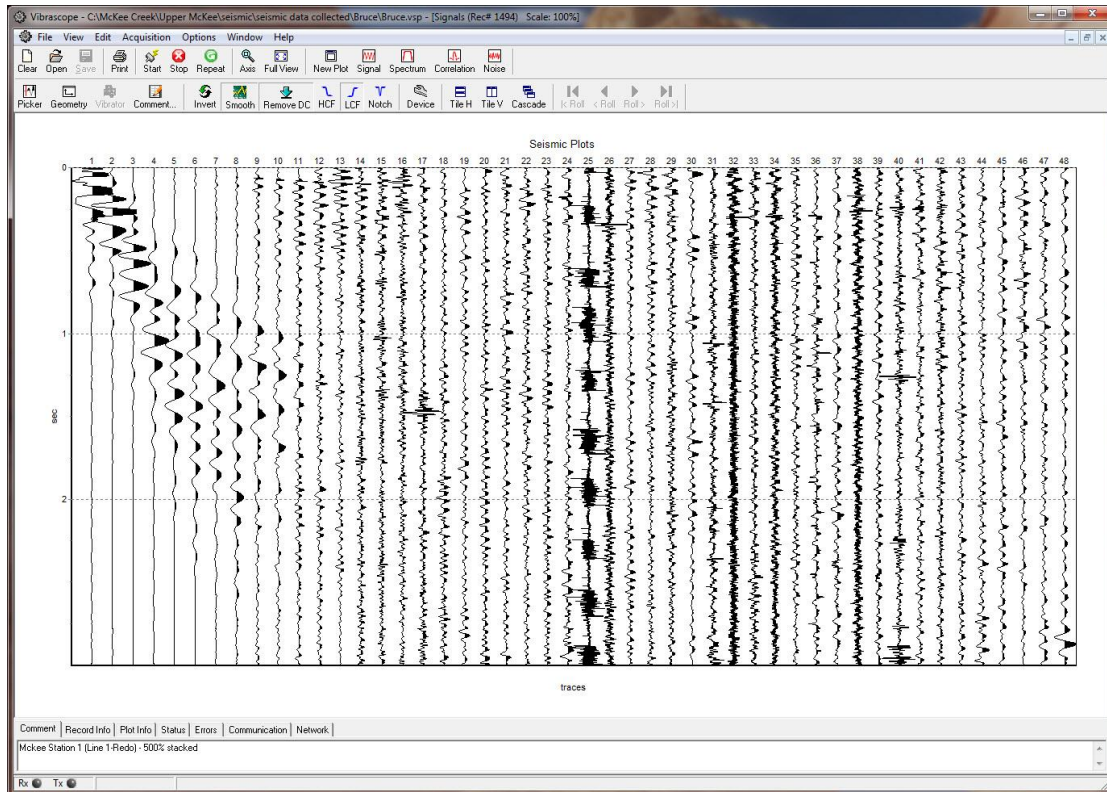 Vibrascope - C:\McKee Creek\Upper McKee\seismic\seismic data collected\Bruce\Bruce.vsp - [Signals (Rec# 1494) Scale: 100%]
File View Edit Acquisition Options Window Help
Clear Open Save Print Start Stop Repeat Axis Full View New Plot Signal Spectrum Correlation Noise
Picker Geometry Vibrator Comment... Invert Smooth Remove DC HCF LCF Notch Device Tile H Tile V Cascade |< Roll < Roll Roll > Roll >|
Seismic Plots
1 2 3 4 5 6 7 8 9 10 11 12 13 14 15 16 17 18 19 20 21 22 23 24 25 26 27 28 29 30 31 32 33 34 35 36 37 38 39 40 41 42 43 44 45 46 47 48
0
1
sec
2
traces
Comment Record Info Plot Info Status Errors Communication Network
Mckee Station 1 (Line 1-Redo) - 500% stacked
Rx Tx